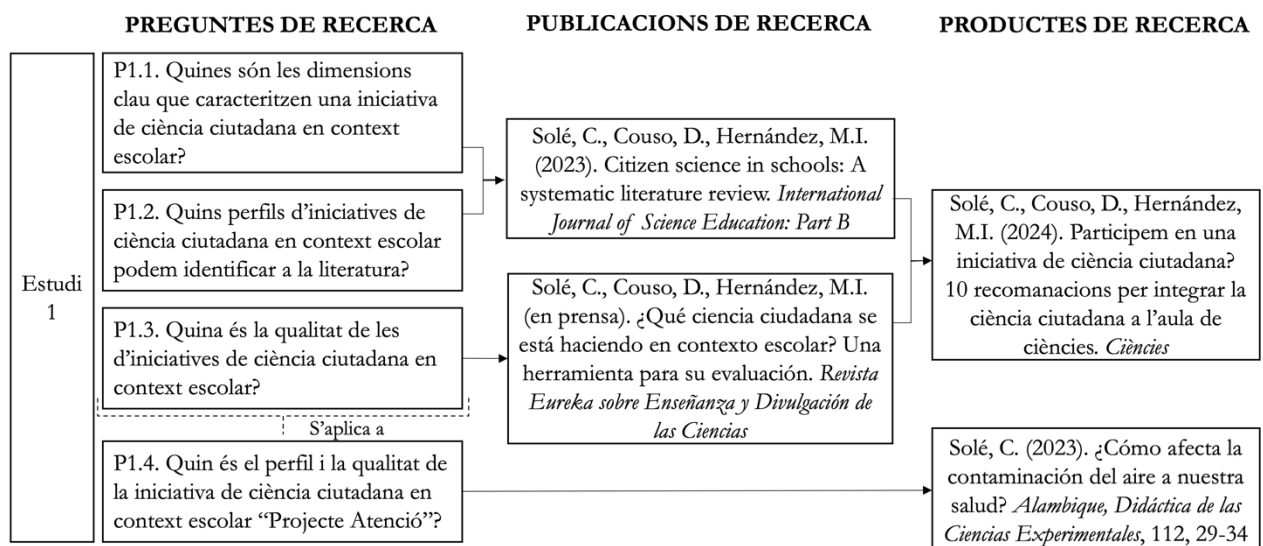 PREGUNTES DE RECERCA
PUBLICACIONS DE RECERCA
PRODUCTES DE RECERCA
Estudi
1
P1.1. Quines són les dimensions
clau que caracteritzen una iniciativa
de ciència ciutadana en context
escolar?
P1.2. Quins perfils d’iniciatives de
ciència ciutadana en context escolar
podem identificar a la literatura?
P1.3. Quina és la qualitat de les
d’iniciatives de ciència ciutadana en
context escolar?
S’aplica a
P1.4. Quin és el perfil i la qualitat de
la iniciativa de ciència ciutadana en
context escolar “Projecte Atenció”?
Solé, C., Couso, D., Hernández, M.I.
(2023). Citizen science in schools: A
systematic literature review. International
Journal of Science Education: Part B
Solé, C., Couso, D., Hernández, M.I.
(en prensa). ¿Qué ciencia ciudadana se
está haciendo en contexto escolar? Una
herramienta para su evaluación. Revista
Eureka sobre Enseñanza y Divulgación de
las Ciencias
Solé, C., Couso, D., Hernández,
M.I. (2024). Participem en una
iniciativa de ciència ciutadana?
10 recomanacions per integrar la
ciència ciutadana a l’aula de
ciències. Ciències
Solé, C. (2023). ¿Cómo afecta la
contaminación del aire a nuestra
salud? Alambique, Didáctica de las
Ciencias Experimentales, 112, 29-34